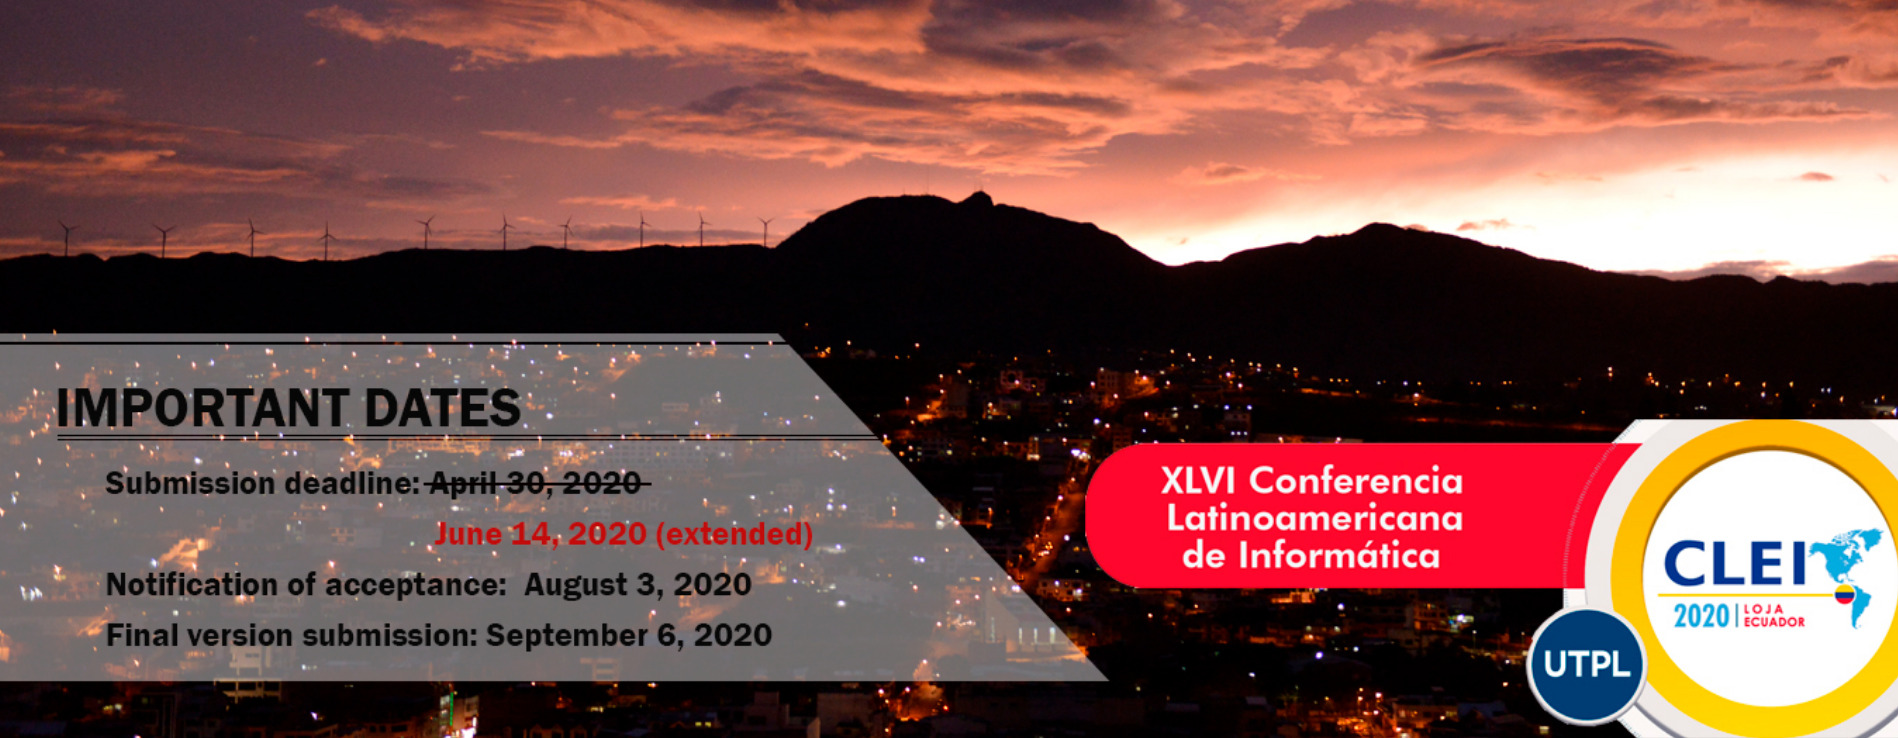 IMPORTANT DATES
Submission deadline: April 30, 2020
June 14, 2020 (extended)
Notification of acceptance: August 3, 2020
Final version submission: September 6, 2020
XLVI Conferencia
Latinoamericana
de Informática
CLEI
2020 | LOJA
ECUADOR
UTPL